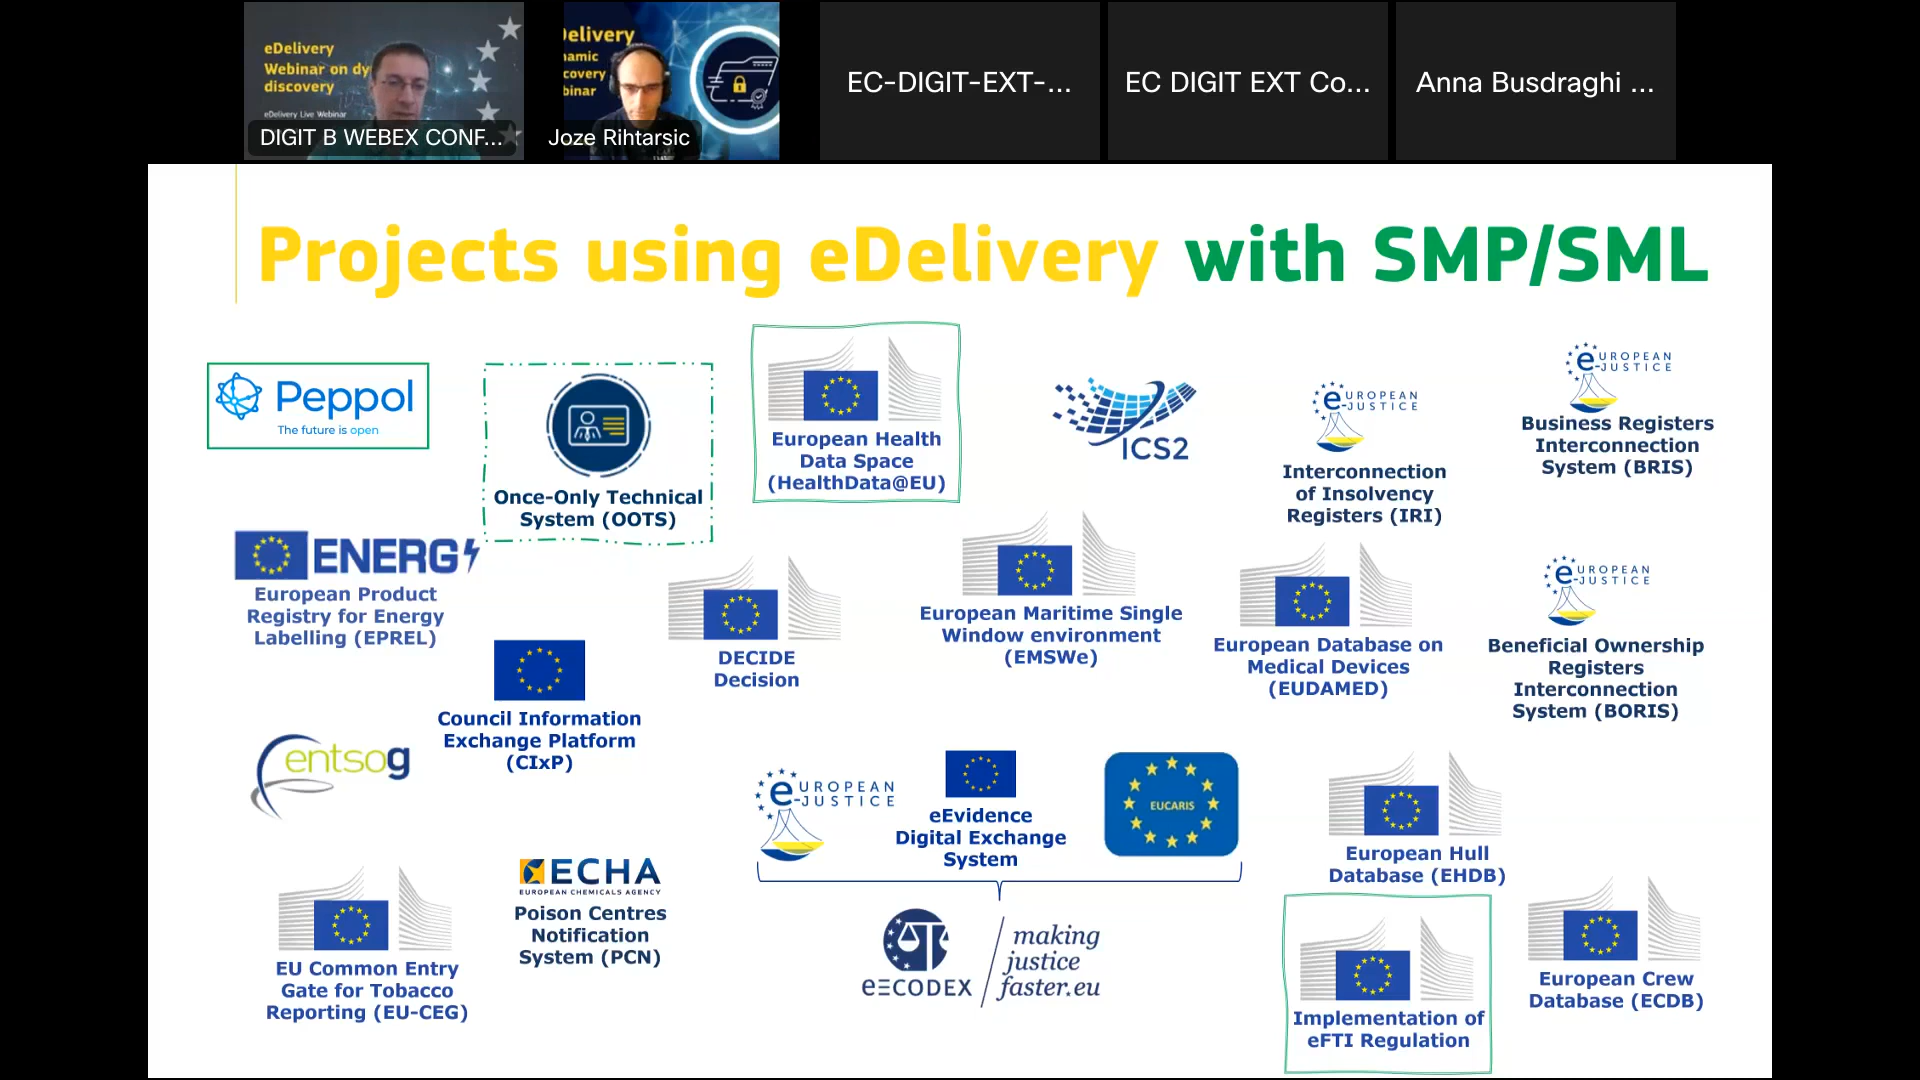 eDelivery
Webinar on dy
discovery
eDelivery Live Webinar
DIGIT B WEBEX CONF...
Delivery
namic
covery
binar
Joze Rihtarsic
EC-DIGIT-EXT-...
EC DIGIT EXT Co...
Anna Busdraghi ...
Projects using eDelivery with SMP/SML
Peppol
The future is open
Once-Only Technical
System (OOTS)
European Health
Data Space
(HealthData@EU)
ICS2
EUROPEAN
e-JUSTICE
Interconnection
of Insolvency
Registers (IRI)
EUROPEAN
e-JUSTICE
Business Registers
Interconnection
System (BRIS)
ENERG
European Product
Registry for Energy
Labelling (EPREL)
Council Information
Exchange Platform
(CIxP)
DECIDE
Decision
European Maritime Single
Window environment
(EMSWe)
European Database on
Medical Devices
(EUDAMED)
EUROPEAN
e-JUSTICE
Beneficial Ownership
Registers
Interconnection
System (BORIS)
entsog
EUROPEAN
e-JUSTICE
eEvidence
Digital Exchange
System
EUCARIS
European Hull
Database (EHDB)
EU Common Entry
Gate for Tobacco
Reporting (EU-CEG)
ECHA
EUROPEAN CHEMICALS AGENCY
Poison Centres
Notification
System (PCN)
e-CODEX
making
justice
faster.eu
Implementation of
eFTI Regulation
European Crew
Database (ECDB)